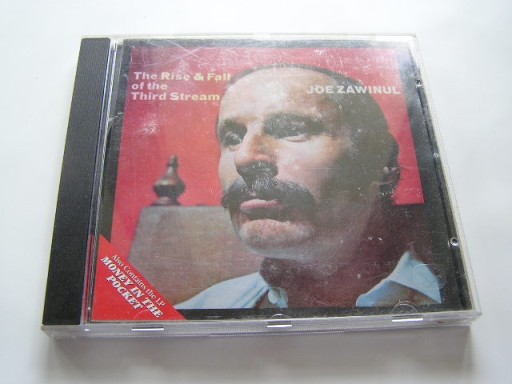 The Rise & Fall
of the
Third Stream
JOE ZAWINUL
Also Contains the LP
MONEY IN THE
POCKET